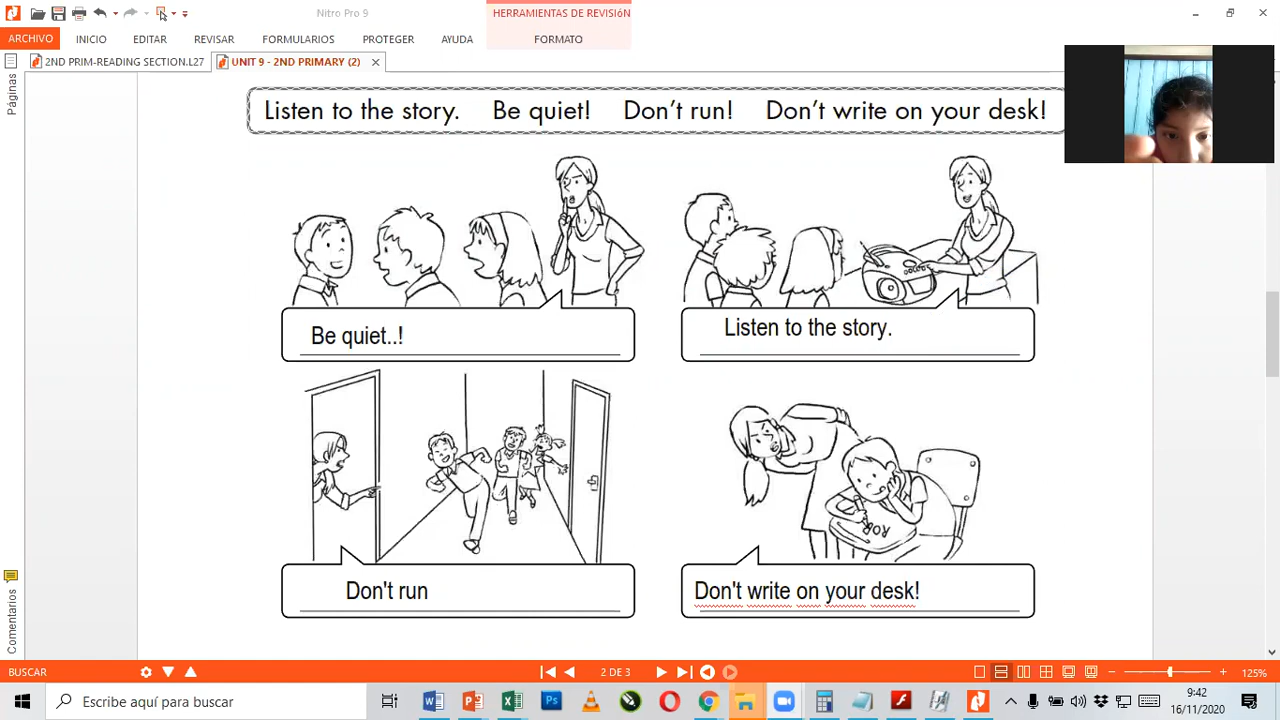 Nitro Pro 9
HERRAMIENTAS DE REVISIóN
ARCHIVO INICIO EDITAR REVISAR FORMULARIOS PROTEGER AYUDA FORMATO
2ND PRIM-READING SECTION.L27 UNIT 9 - 2ND PRIMARY (2)
Páginas
Listen to the story. Be quiet! Don't run! Don't write on your desk!
Be quiet..!
Listen to the story.
Don't run
Don't write on your desk!
Comentarios
BUSCAR 2 DE 3 125%
Escribe aquí para buscar
9:42
16/11/2020